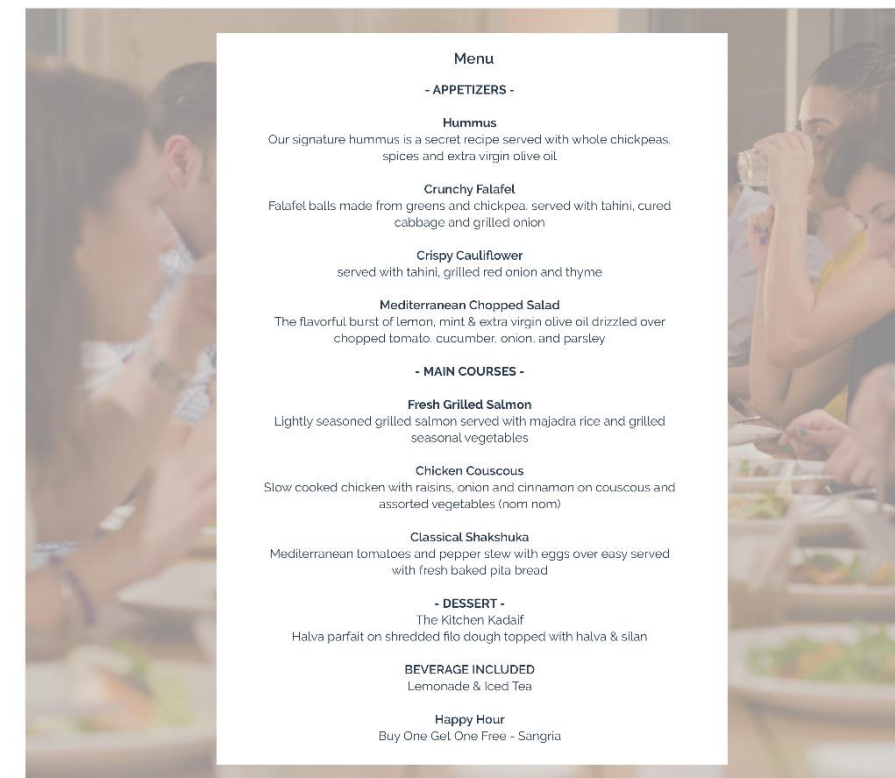 Menu
- APPETIZERS -
Hummus
Our signature hummus is a secret recipe served with whole chickpeas,
spices and extra virgin olive oil
Crunchy Falafel
Falafel balls made from greens and chickpea, served with tahini, cured
cabbage and grilled onion
Crispy Cauliflower
served with tahini, grilled red onion and thyme
Mediterranean Chopped Salad
The flavorful burst of lemon, mint & extra virgin olive oil drizzled over
chopped tomato, cucumber, onion, and parsley
- MAIN COURSES -
Fresh Grilled Salmon
Lightly seasoned grilled salmon served with majadra rice and grilled
seasonal vegetables
Chicken Couscous
Slow cooked chicken with raisins, onion and cinnamon on couscous and
assorted vegetables (nom nom)
Classical Shakshuka
Mediterranean tomatoes and pepper stew with eggs over easy served
with fresh baked pita bread
- DESSERT -
The Kitchen Kadaif
Halva parfait on shredded filo dough topped with halva & silan
BEVERAGE INCLUDED
Lemonade & Iced Tea
Happy Hour
Buy One Get One Free - Sangria